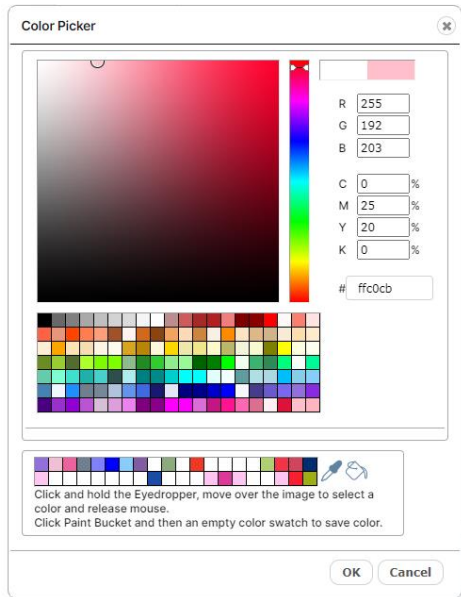 Color Picker
R 255
G 192
B 203
C 0 %
M 25 %
Y 20 %
K 0 %
# ffc0cb
Click and hold the Eyedropper, move over the image to select a
color and release mouse.
Click Paint Bucket and then an empty color swatch to save color.
OK Cancel